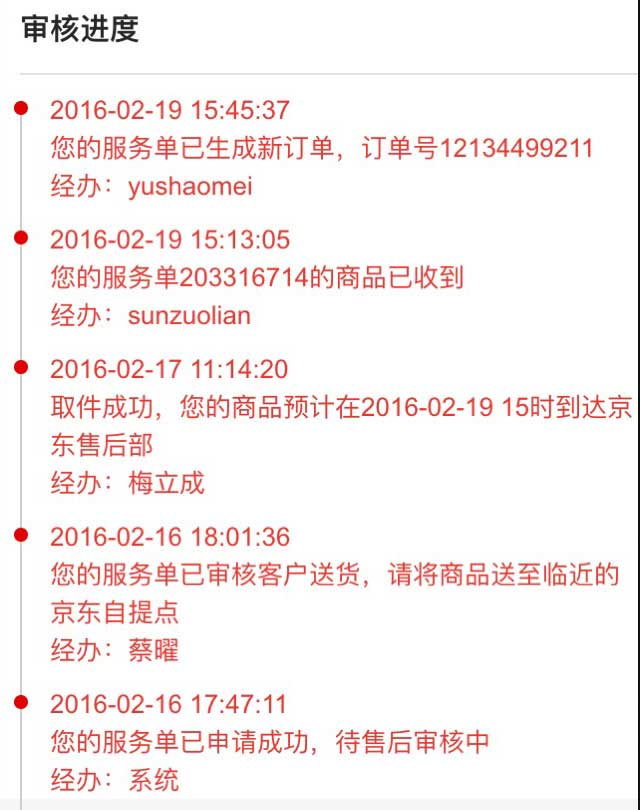 审核进度
2016-02-19 15:45:37
您的服务单已生成新订单，订单号12134499211
经办：yushaomei
2016-02-19 15:13:05
您的服务单203316714的商品已收到
经办：sunzuolian
2016-02-17 11:14:20
取件成功，您的商品预计在2016-02-19 15时到达京
东售后部
经办：梅立成
2016-02-16 18:01:36
您的服务单已审核客户送货，请将商品送至临近的
京东自提点
经办：蔡曜
2016-02-16 17:47:11
您的服务单已申请成功，待售后审核中
经办：系统